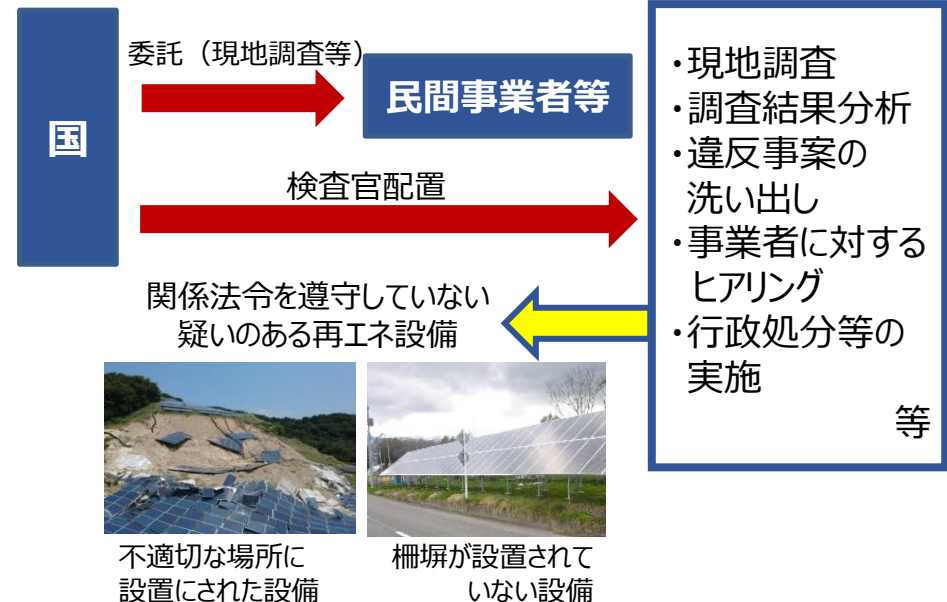 国
委託（現地調査等）
民間事業者等
検査官配置
・現地調査
・調査結果分析
・違反事案の
洗い出し
・事業者に対する
ヒアリング
・行政処分等の
実施
等
関係法令を遵守していない
疑いのある再エネ設備
不適切な場所に
設置にされた設備
柵塀が設置されて
いない設備